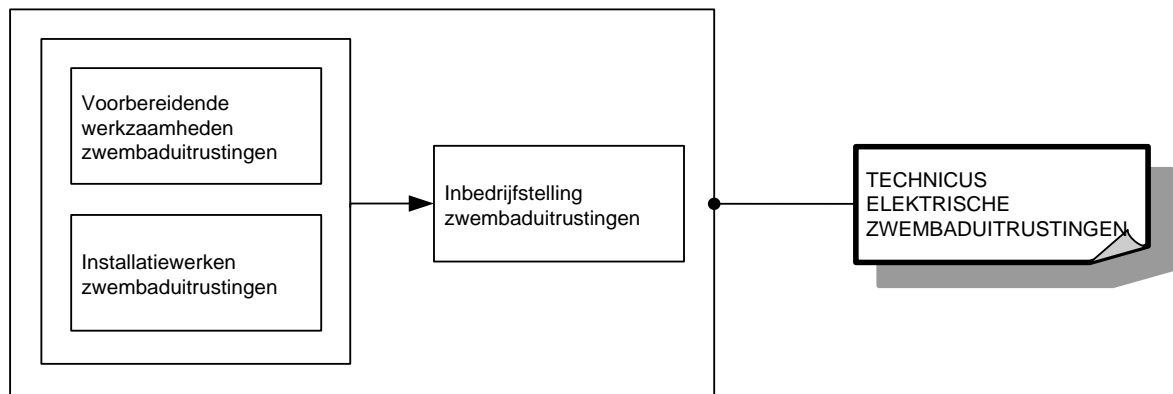 Voorbereidende
werkzaamheden
zwembaduitrustingen
Installatiewerken
zwembaduitrustingen
Inbedrijfstelling
zwembaduitrustingen
TECHNICUS
ELEKTRISCHE
ZWEMBADUITRUSTINGEN